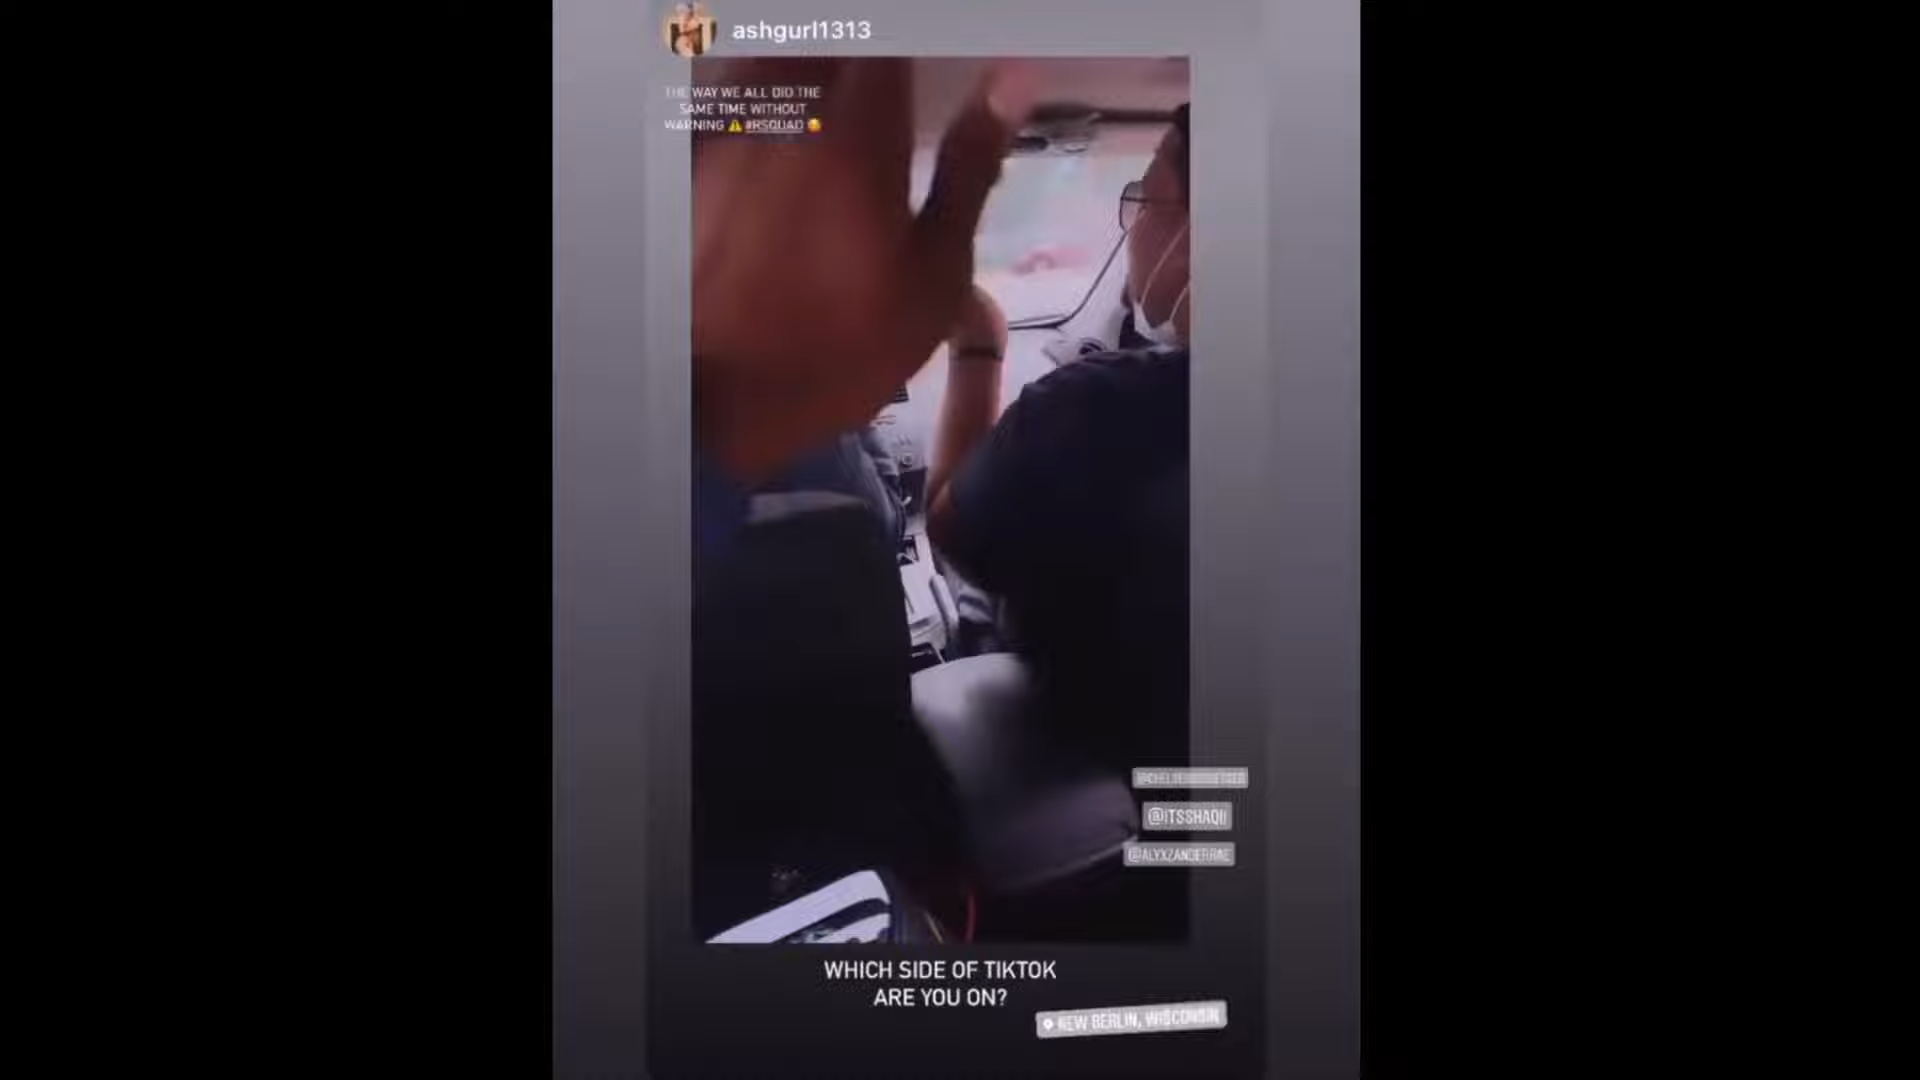 ashgurl1313
THE WAY WE ALL DID THE
SAME TIME WITHOUT
WARNING ⚠️ #RSQUAD 🥴
@ITSSHAQII
@ALYXZANDERRAE
WHICH SIDE OF TIKTOK
ARE YOU ON?
NEW BERLIN, WISCONSIN